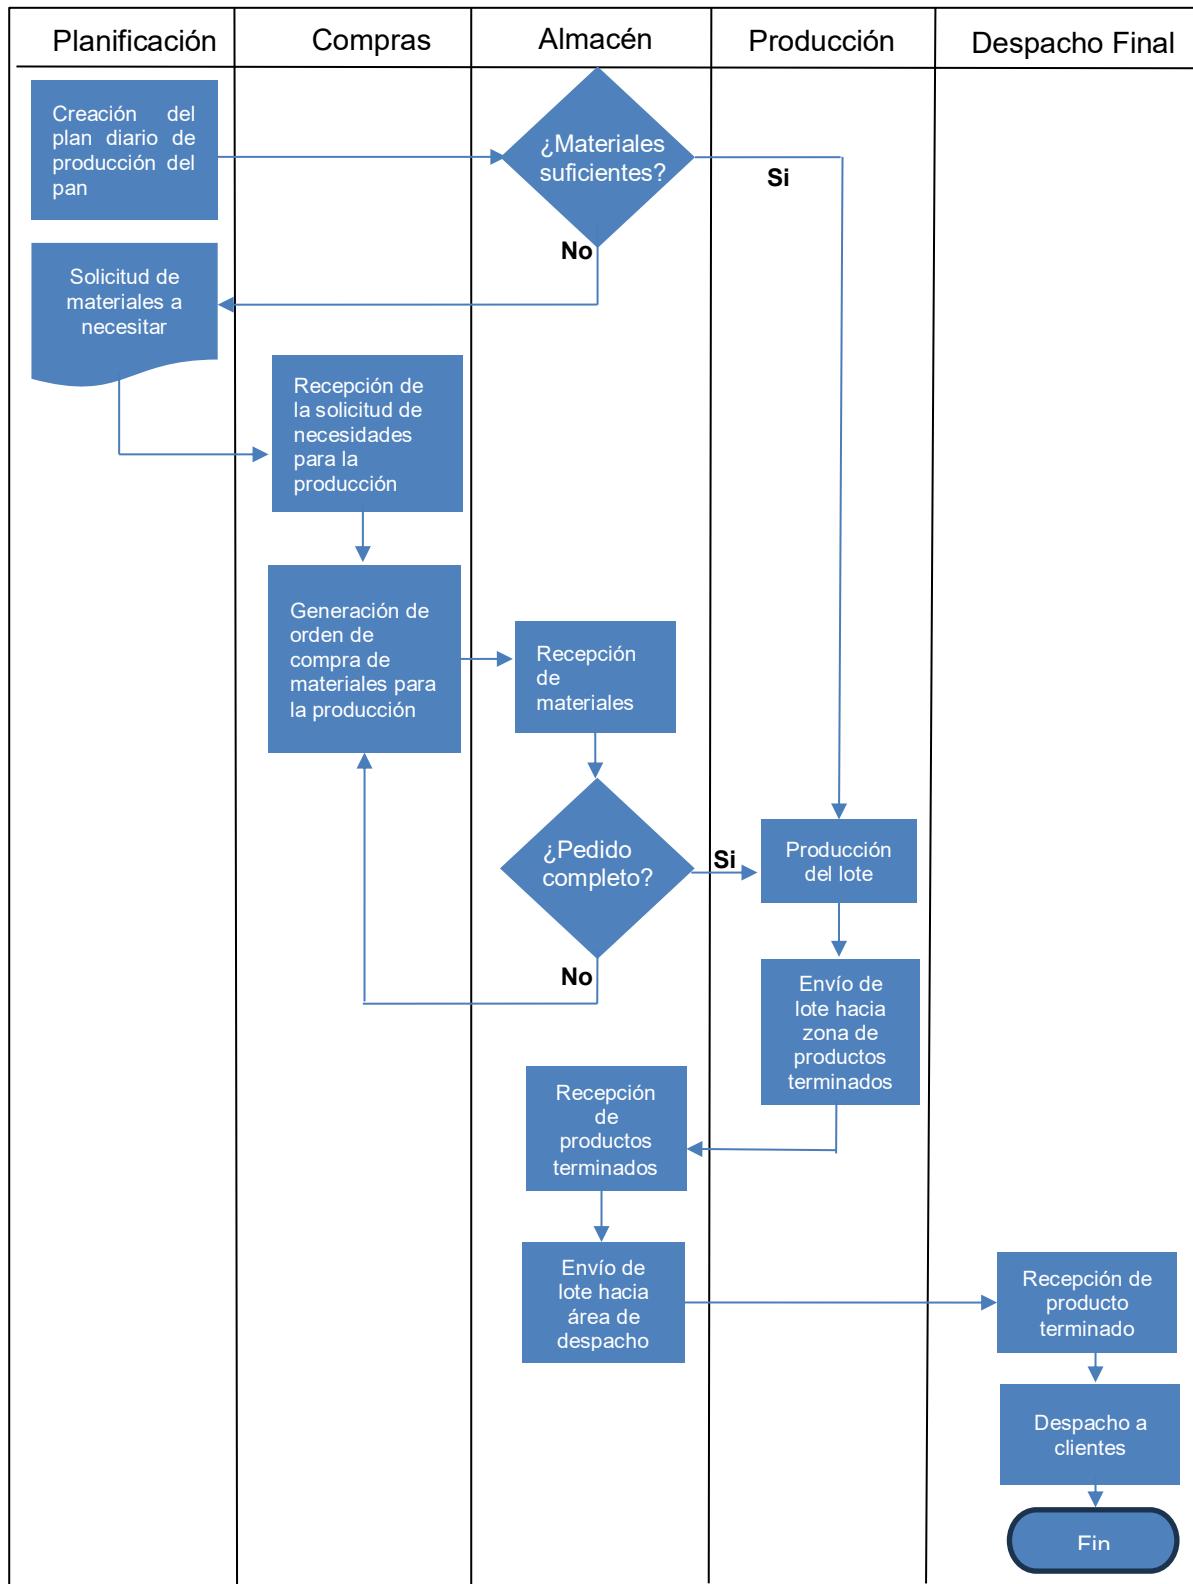 Planificación
Compras
Almacén
Producción
Despacho Final
Creación del
plan diario de
producción del
pan
¿Materiales
suficientes?
Si
No
Solicitud de
materiales a
necesitar
Recepción de
la solicitud de
necesidades
para la
producción
Generación de
orden de
compra de
materiales para
la producción
Recepción
de
materiales
¿Pedido
completo?
Si
No
Producción
del lote
Envío de
lote hacia
zona de
productos
terminados
Recepción
de
productos
terminados
Envío de
lote hacia
área de
despacho
Recepción de
producto
terminado
Despacho a
clientes
Fin